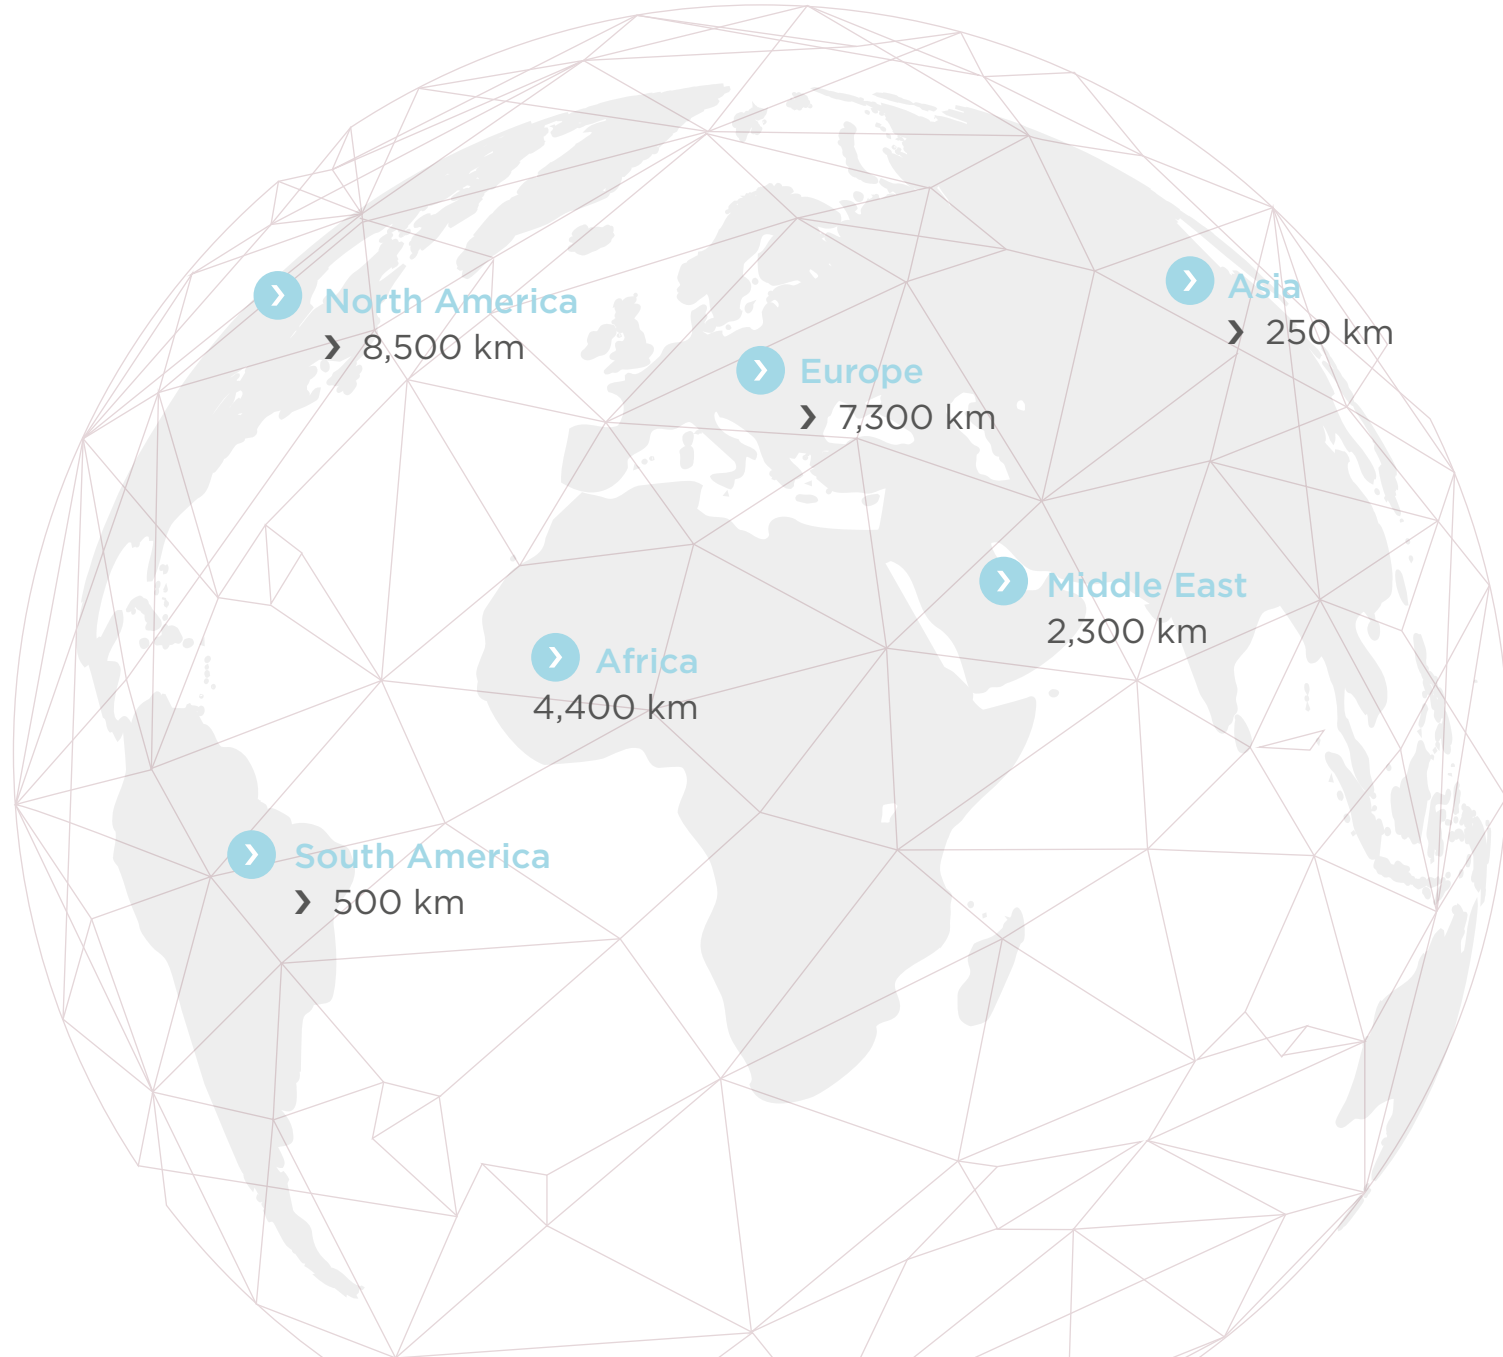 North America
› 8,500 km
Asia
› 250 km
Europe
› 7,300 km
Middle East
2,300 km
Africa
4,400 km
South America
› 500 km